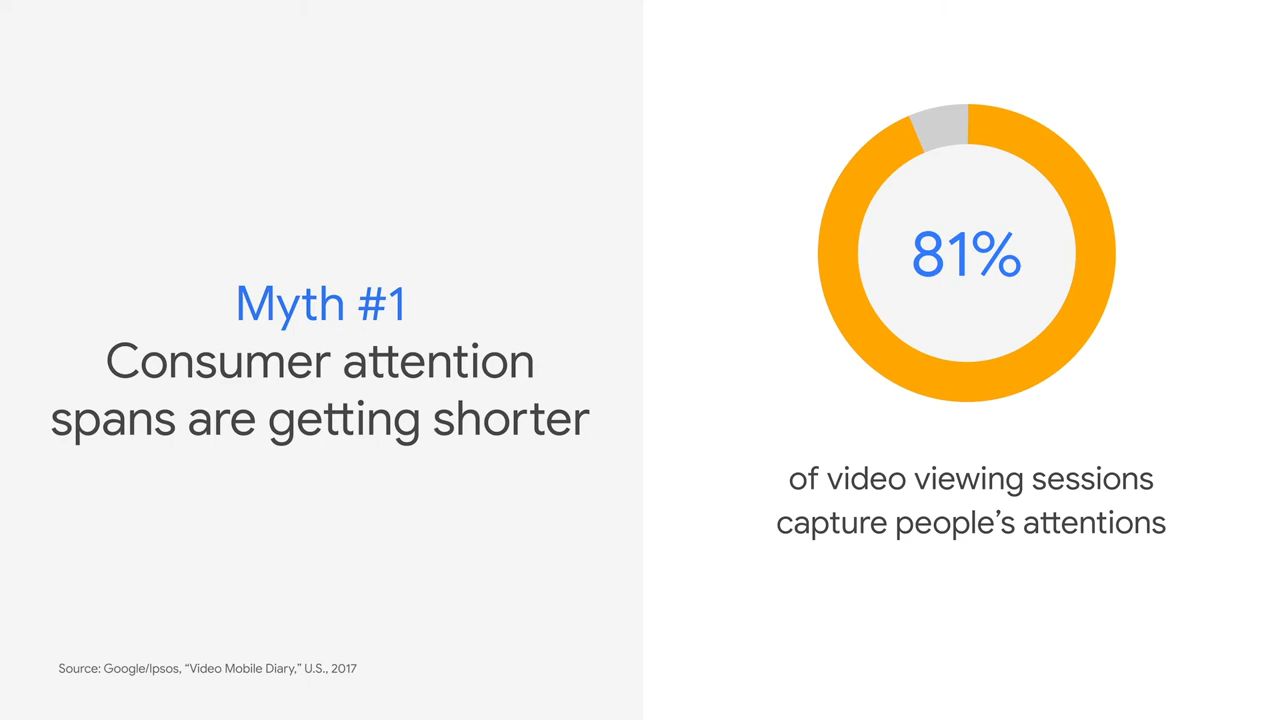 Myth #1
Consumer attention
spans are getting shorter
Source: Google/Ipsos, “Video Mobile Diary,” U.S., 2017
81%
of video viewing sessions
capture people’s attentions